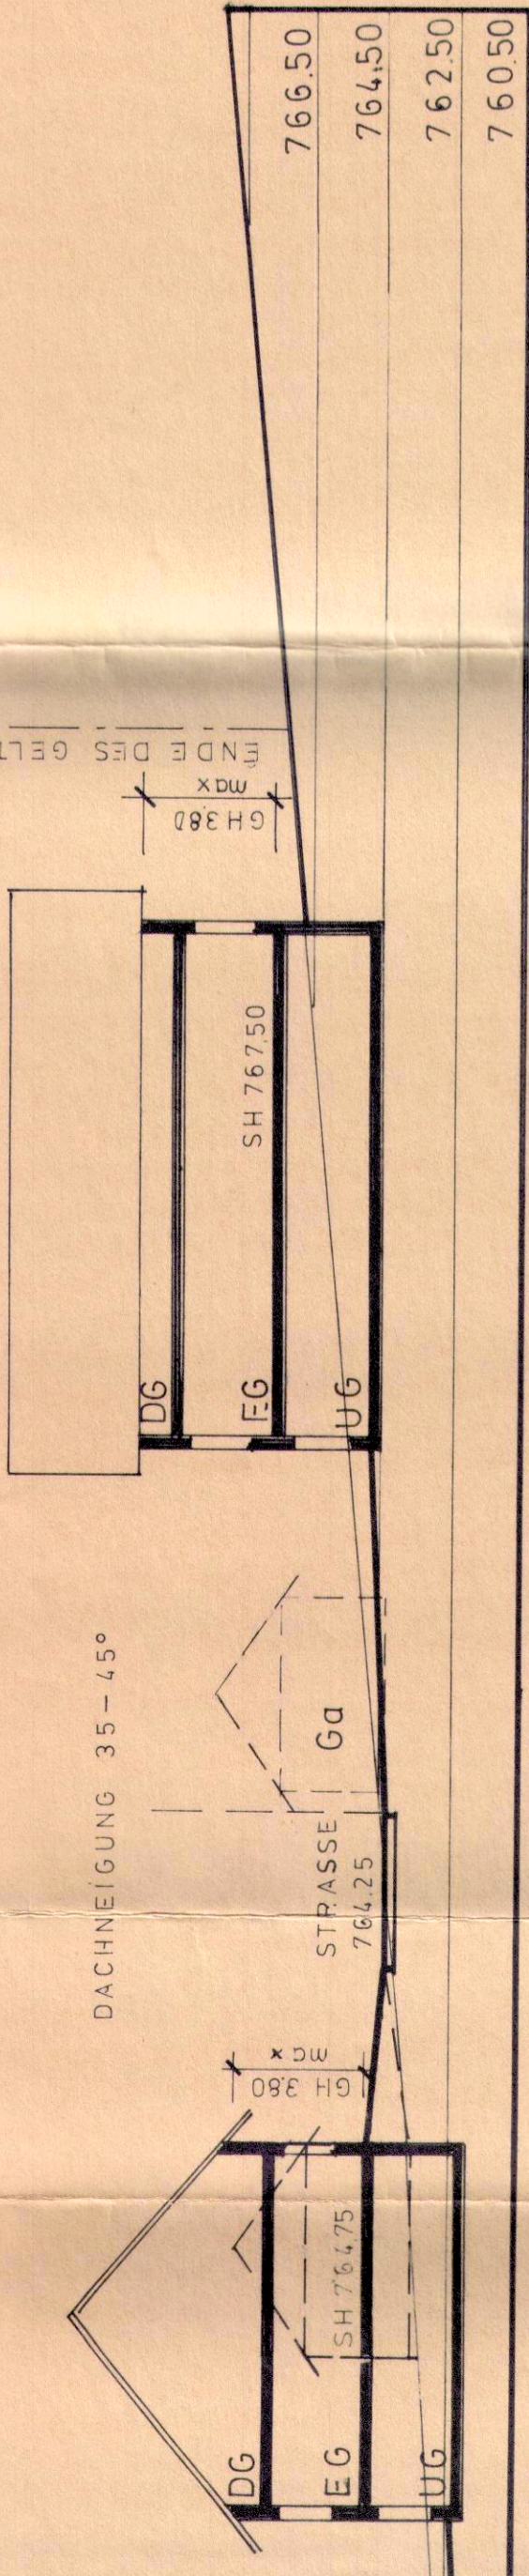 766.50
764.50
762.50
760.50
ENDE DES GELT
GH 3.80
max
SH 767.50
DG
EG
UG
DACHNEIGUNG 35-45°
Ga
STRASSE
764.25
GH 3.80
max
SH 764.75
DG
EG
UG